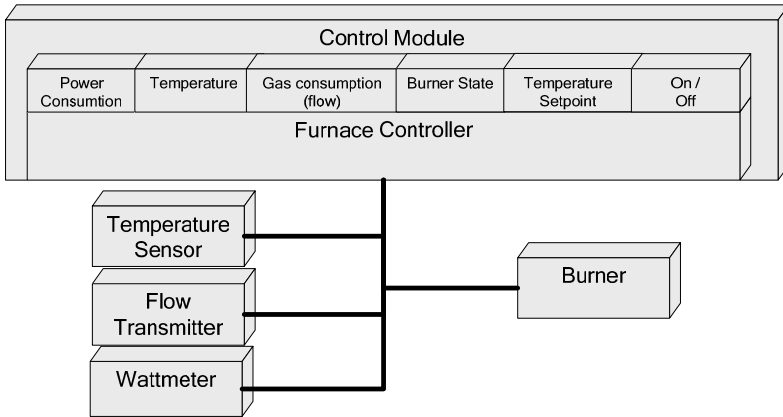 Control Module
Power
Consumtion
Temperature
Gas consumption
(flow)
Burner State
Temperature
Setpoint
On /
Off
Furnace Controller
Temperature
Sensor
Flow
Transmitter
Wattmeter
Burner